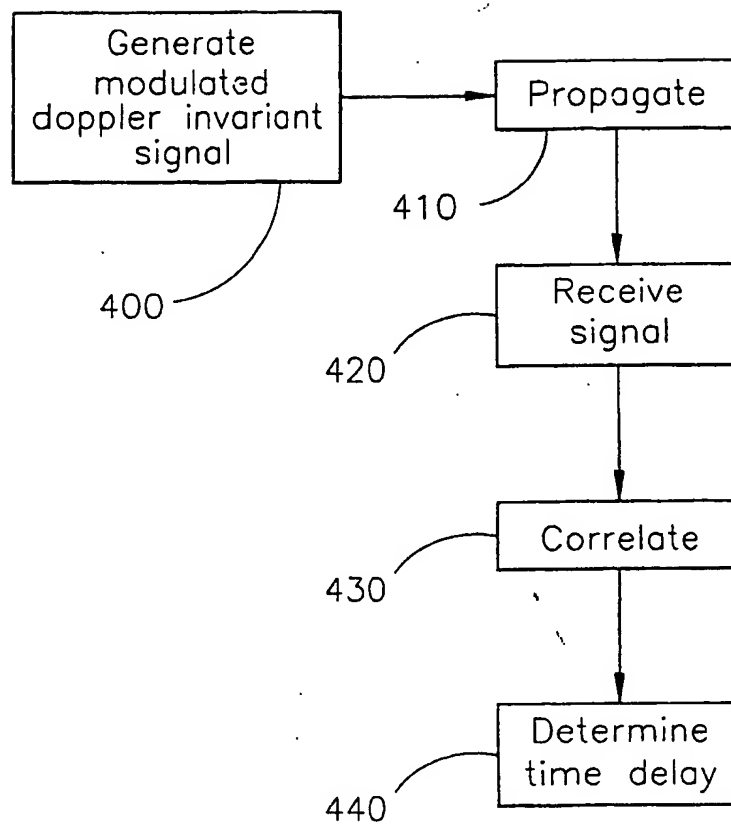 Generate
modulated
doppler invariant
signal
Propagate
410
400
Receive
signal
420
Correlate
430
Determine
time delay
440